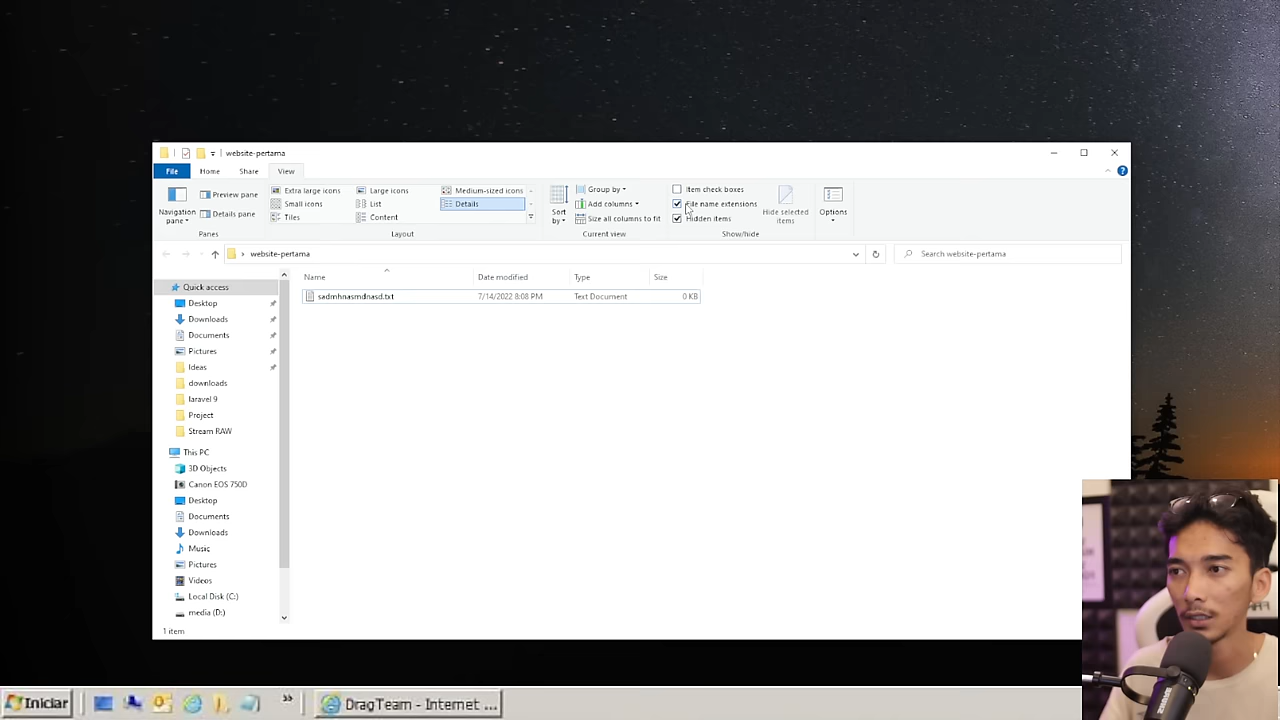 website-pertama
File
Home
Share
View
Navigation pane
Preview pane
Details pane
Panes
Extra large icons
Large icons
Medium-sized icons
Small icons
List
Details
Tiles
Content
Layout
Sort by
Group by
Add columns
Size all columns to fit
Current view
Item check boxes
File name extensions
Hidden items
Hide selected items
Show/hide
Options
website-pertama
Search website-pertama
Name
Date modified
Type
Size
sadmhnasmdnasd.txt
7/14/2022 8:08 PM
Text Document
0 KB
Quick access
Desktop
Downloads
Documents
Pictures
Ideas
downloads
laravel 9
Project
Stream RAW
This PC
3D Objects
Canon EOS 750D
Desktop
Documents
Downloads
Music
Pictures
Videos
Local Disk (C:)
media (D:)
1 item
Iniciar
DragTeam - Internet ...